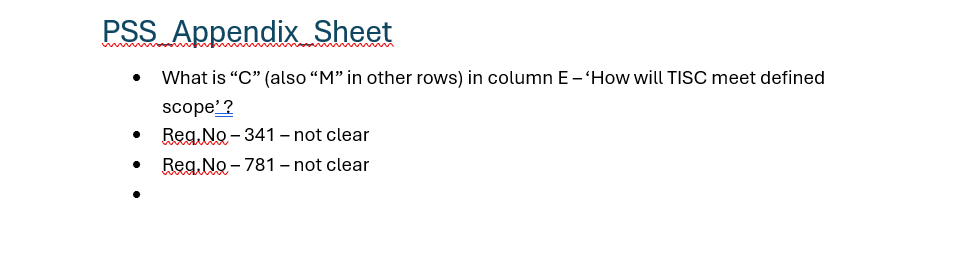 PSS_Appendix_Sheet
• What is “C” (also “M” in other rows) in column E – ‘How will TISC meet defined
scope’ ?
• Req.No – 341 – not clear
• Req.No – 781 – not clear
•